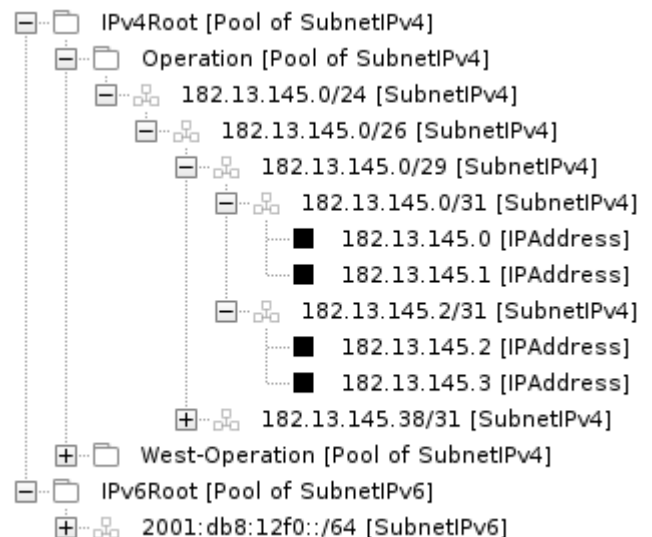 IPv4Root [Pool of SubnetIPv4]
Operation [Pool of SubnetIPv4]
182.13.145.0/24 [SubnetIPv4]
182.13.145.0/26 [SubnetIPv4]
182.13.145.0/29 [SubnetIPv4]
182.13.145.0/31 [SubnetIPv4]
182.13.145.0 [IPAddress]
182.13.145.1 [IPAddress]
182.13.145.2/31 [SubnetIPv4]
182.13.145.2 [IPAddress]
182.13.145.3 [IPAddress]
182.13.145.38/31 [SubnetIPv4]
West-Operation [Pool of SubnetIPv4]
IPv6Root [Pool of SubnetIPv6]
2001:db8:12f0::/64 [SubnetIPv6]